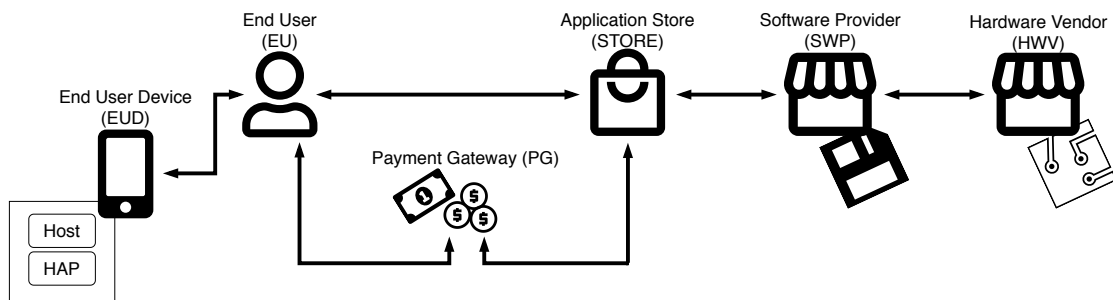 End User
(EU)
Application Store
(STORE)
Software Provider
(SWP)
Hardware Vendor
(HWV)
End User Device
(EUD)
Payment Gateway (PG)
1
$
$
$
Host
HAP